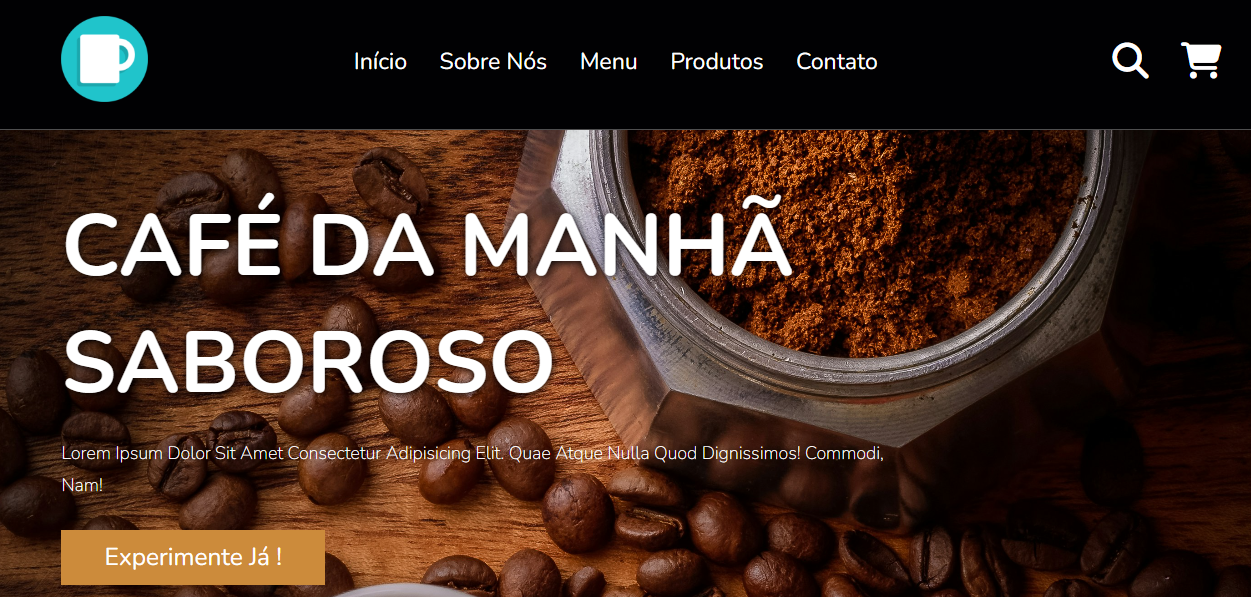 Início Sobre Nós Menu Produtos Contato
CAFÉ DA MANHÃ
SABOROSO
Lorem Ipsum Dolor Sit Amet Consectetur Adipisicing Elit. Quae Atque Nulla Quod Dignissimos! Commodi,
Nam!
Experimente Já !